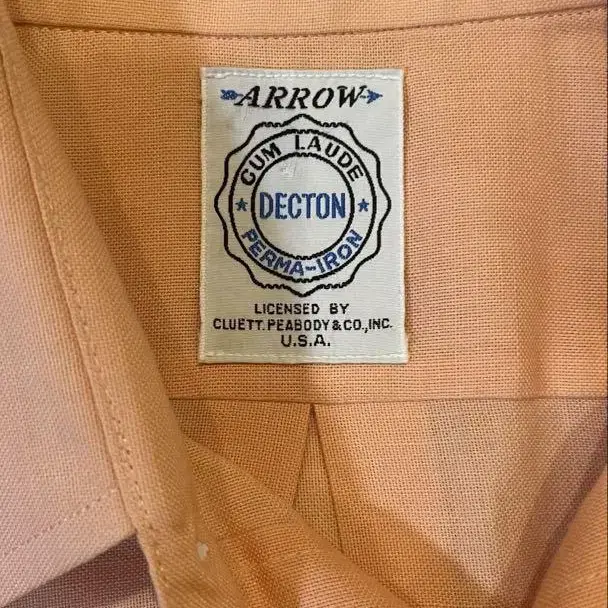 ARROW
CUM LAUDE
DECTON
PERMA-IRON
LICENSED BY
CLUETT.PEABODY & CO., INC.
U.S.A.